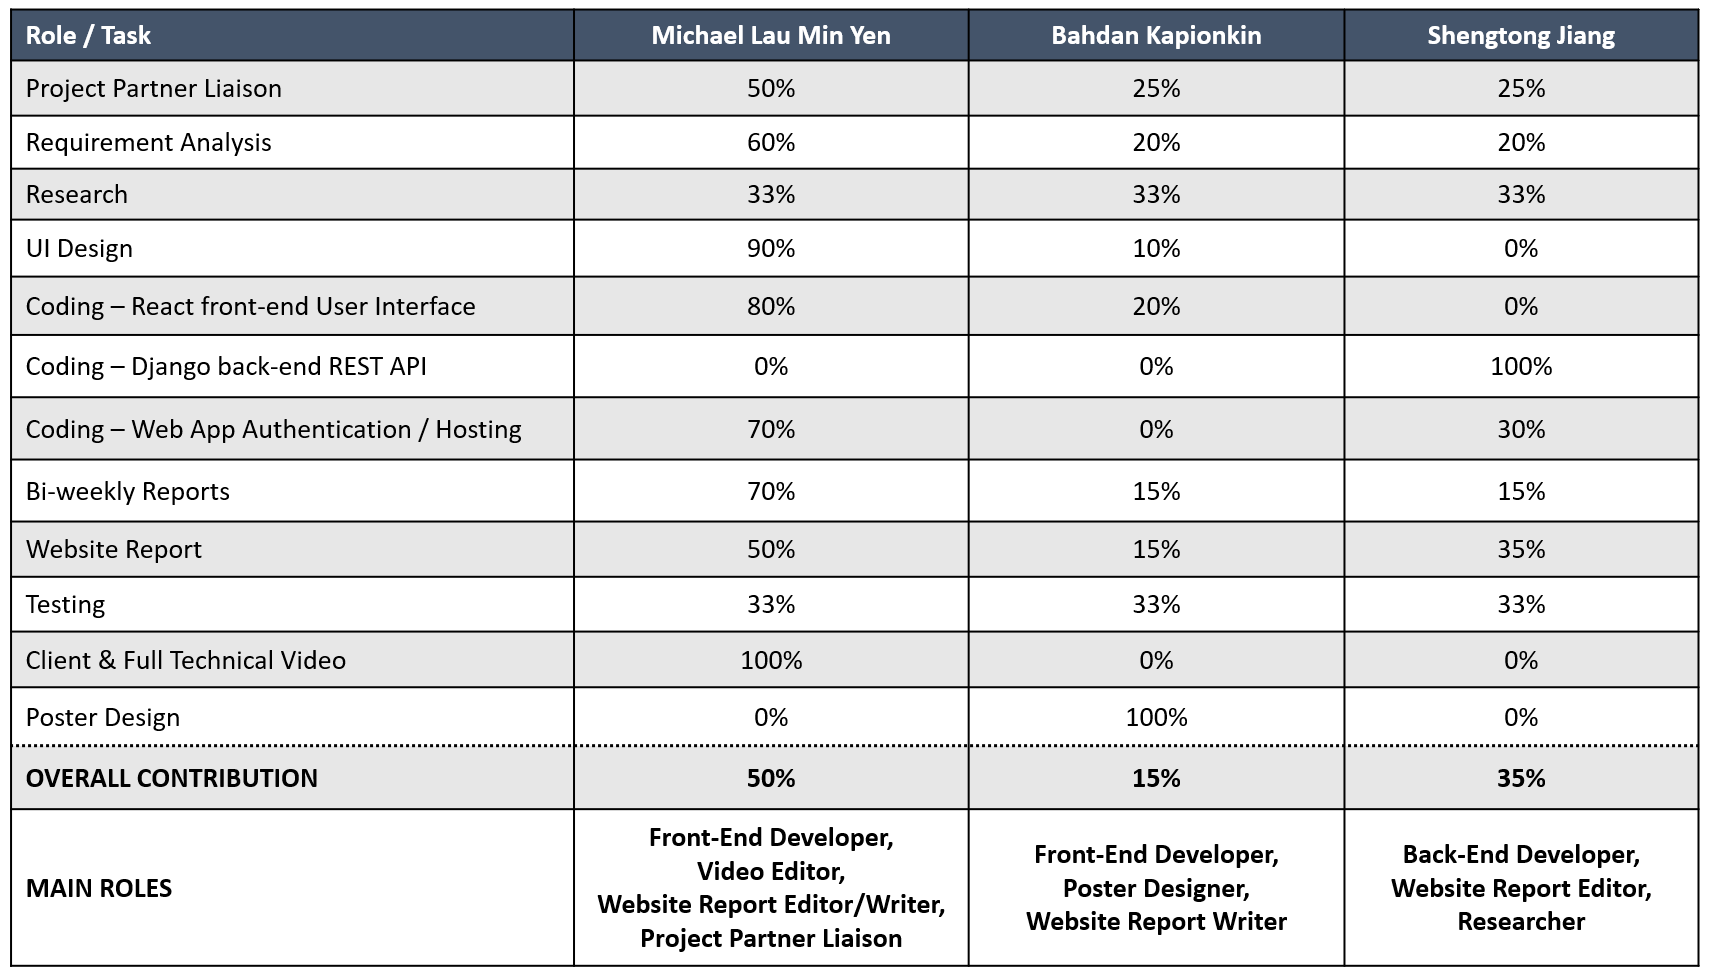 Role / Task Michael Lau Min Yen Bahdan Kapionkin Shengtong Jiang
Project Partner Liaison 50% 25% 25%
Requirement Analysis 60% 20% 20%
Research 33% 33% 33%
UI Design 90% 10% 0%
Coding – React front-end User Interface 80% 20% 0%
Coding – Django back-end REST API 0% 0% 100%
Coding – Web App Authentication / Hosting 70% 0% 30%
Bi-weekly Reports 70% 15% 15%
Website Report 50% 15% 35%
Testing 33% 33% 33%
Client & Full Technical Video 100% 0% 0%
Poster Design 0% 100% 0%
OVERALL CONTRIBUTION 50% 15% 35%
MAIN ROLES
Front-End Developer,
Video Editor,
Website Report Editor/Writer,
Project Partner Liaison
Front-End Developer,
Poster Designer,
Website Report Writer
Back-End Developer,
Website Report Editor,
Researcher